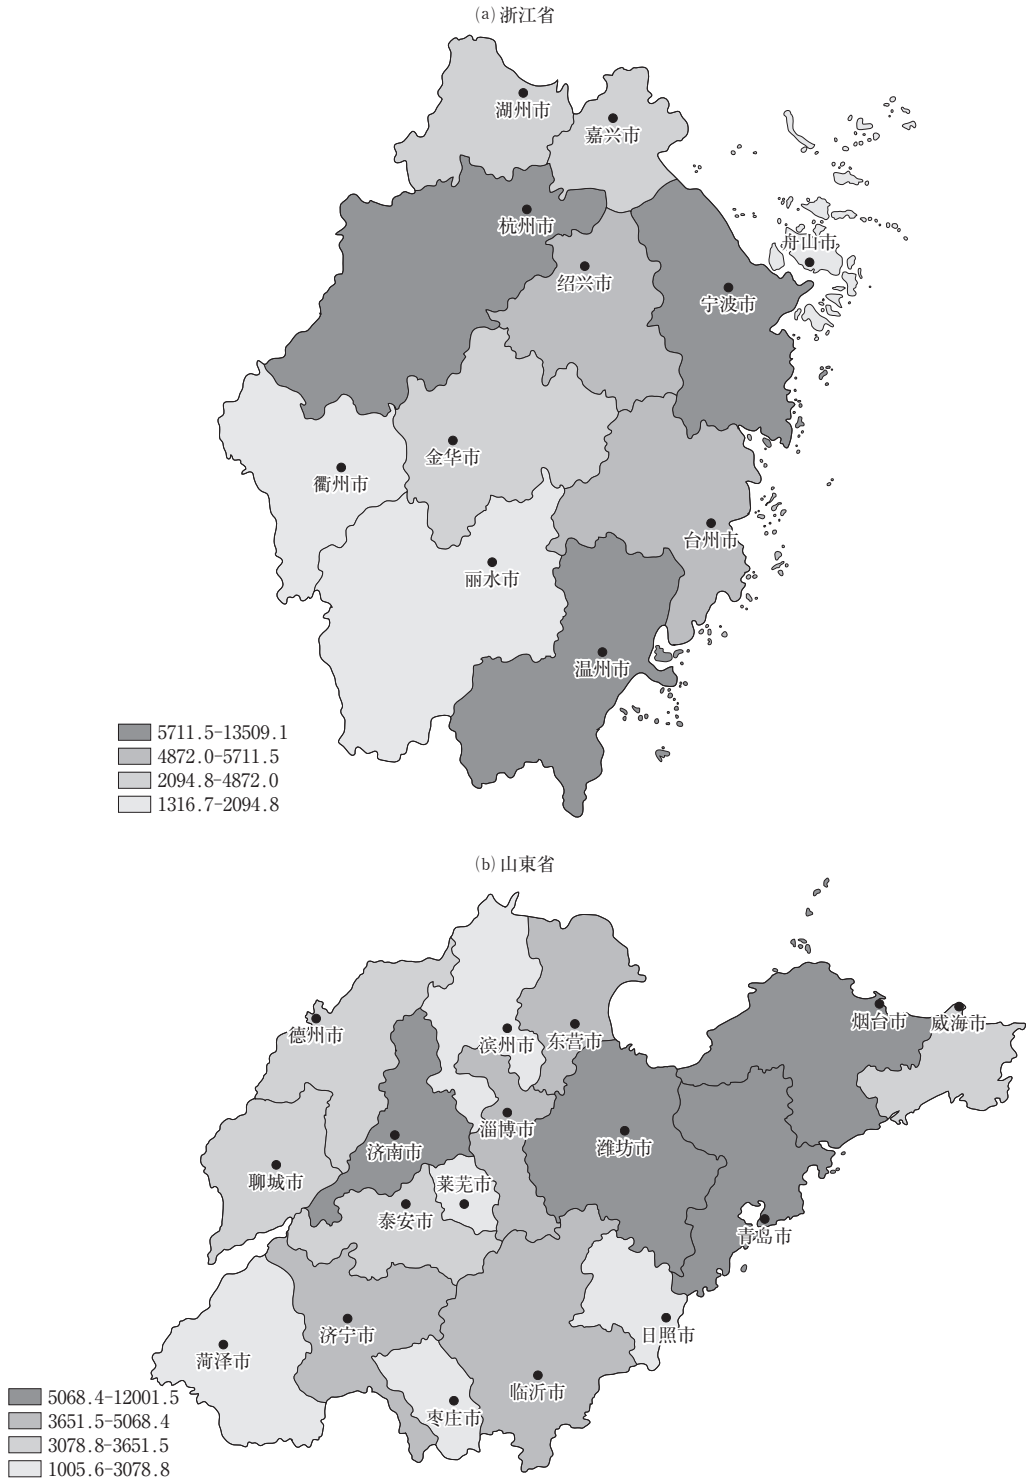 (a) 浙江省
湖州市
嘉兴市
杭州市
舟山市
绍兴市
宁波市
金华市
衢州市
台州市
丽水市
温州市
5711.5-13509.1
4872.0-5711.5
2094.8-4872.0
1316.7-2094.8
(b) 山東省
德州市
滨州市
东营市
烟台市
威海市
淄博市
济南市
潍坊市
聊城市
莱芜市
泰安市
青岛市
济宁市
日照市
菏泽市
临沂市
枣庄市
5068.4-12001.5
3651.5-5068.4
3078.8-3651.5
1005.6-3078.8